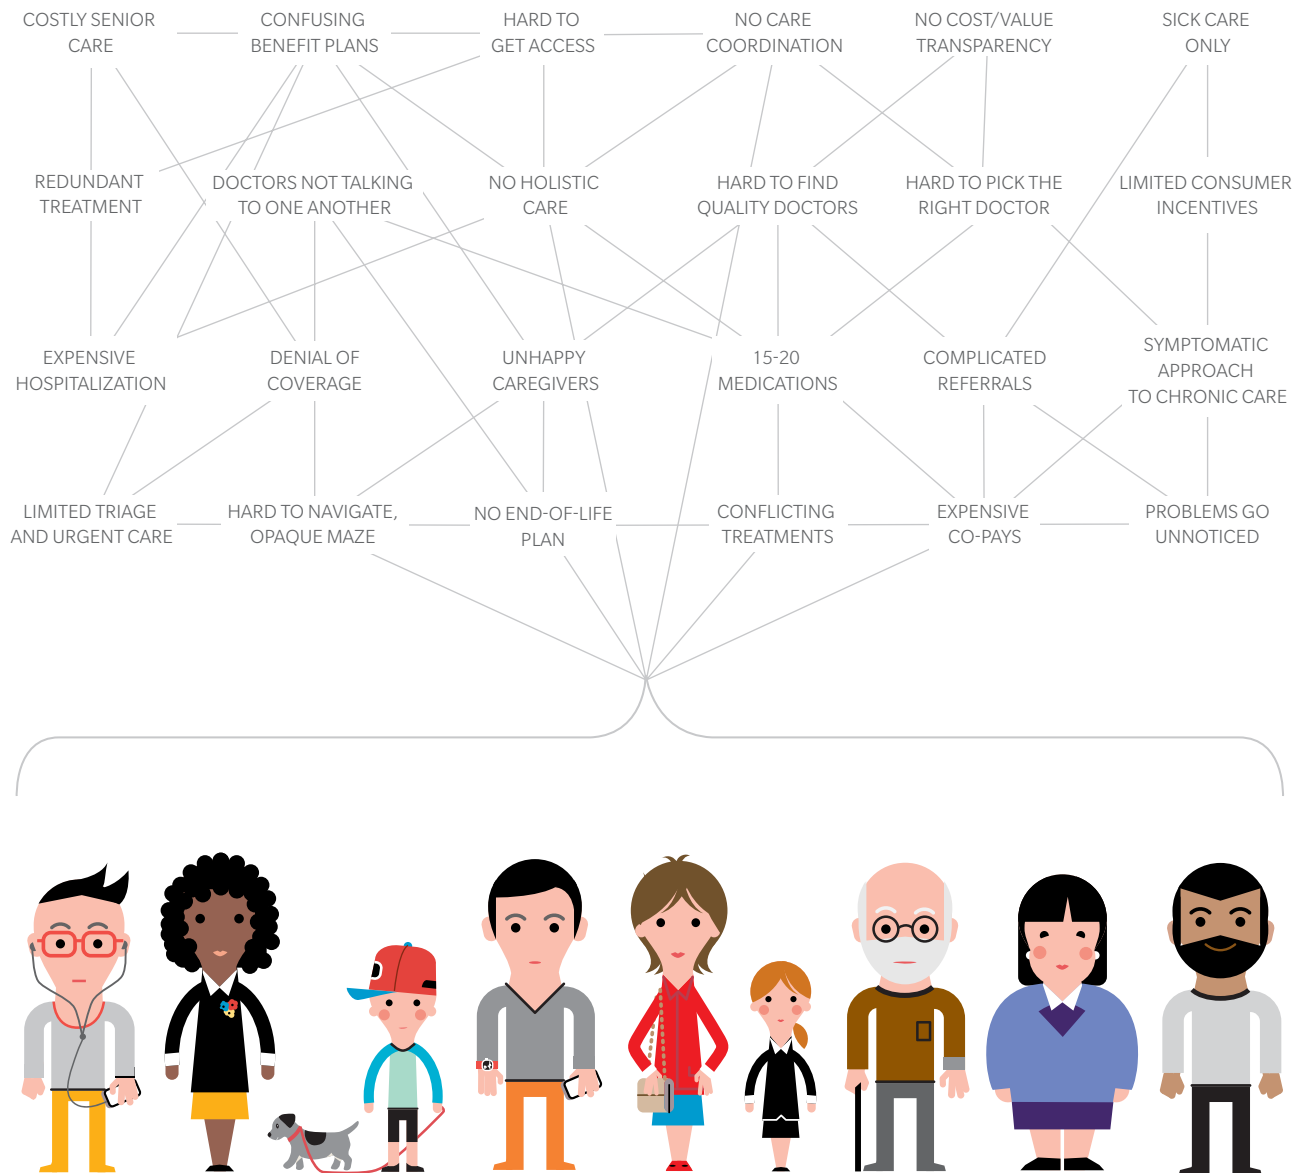 COSTLY SENIOR
CARE
CONFUSING
BENEFIT PLANS
HARD TO
GET ACCESS
NO CARE
COORDINATION
NO COST/VALUE
TRANSPARENCY
SICK CARE
ONLY
REDUNDANT
TREATMENT
DOCTORS NOT TALKING
TO ONE ANOTHER
NO HOLISTIC
CARE
HARD TO FIND
QUALITY DOCTORS
HARD TO PICK THE
RIGHT DOCTOR
LIMITED CONSUMER
INCENTIVES
EXPENSIVE
HOSPITALIZATION
DENIAL OF
COVERAGE
UNHAPPY
CAREGIVERS
15-20
MEDICATIONS
COMPLICATED
REFERRALS
SYMPTOMATIC
APPROACH
TO CHRONIC CARE
LIMITED TRIAGE
AND URGENT CARE
HARD TO NAVIGATE,
OPAQUE MAZE
NO END-OF-LIFE
PLAN
CONFLICTING
TREATMENTS
EXPENSIVE
CO-PAYS
PROBLEMS GO
UNNOTICED